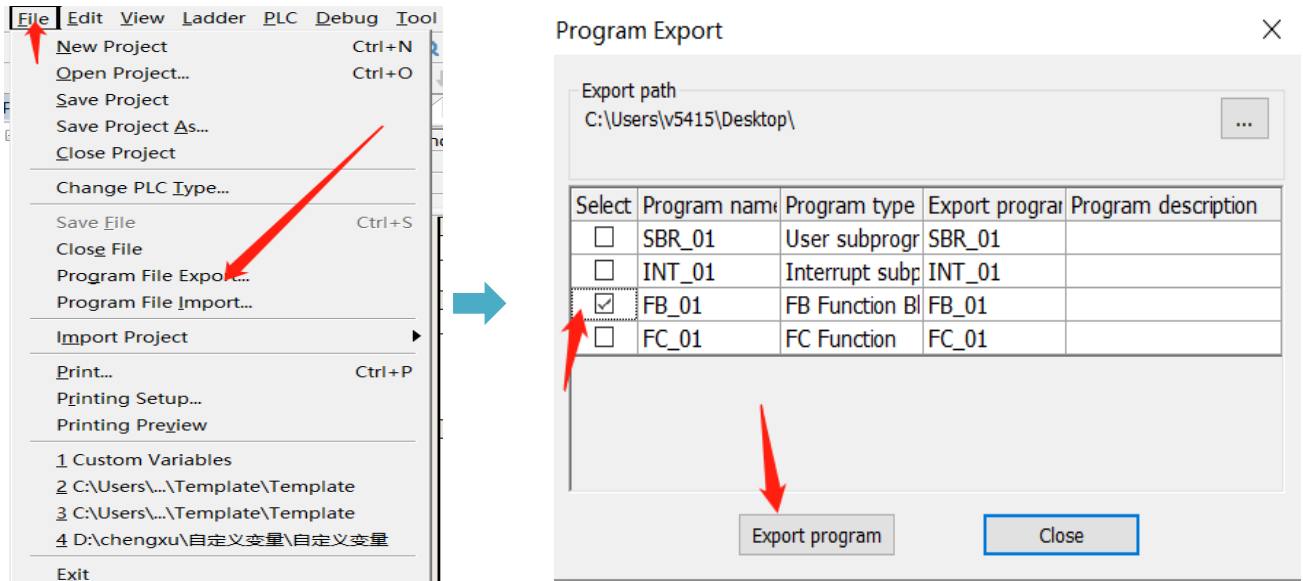 File Edit View Ladder PLC Debug Tool
New Project Ctrl+N
Open Project... Ctrl+O
Save Project
Save Project As...
Close Project
Change PLC Type...
Save File Ctrl+S
Close File
Program File Export...
Program File Import...
Import Project
Print... Ctrl+P
Printing Setup...
Printing Preview
1 Custom Variables
2 C:\Users\...\Template\Template
3 C:\Users\...\Template\Template
4 D:\chengxu\自定义变量\自定义变量
Exit
Program Export
Export path
C:\Users\v5415\Desktop\
...
Select Program name Program type Export prograr Program description
SBR_01 User subprogr SBR_01
INT_01 Interrupt subp INT_01
FB_01 FB Function Bl FB_01
FC_01 FC Function FC_01
Export program Close